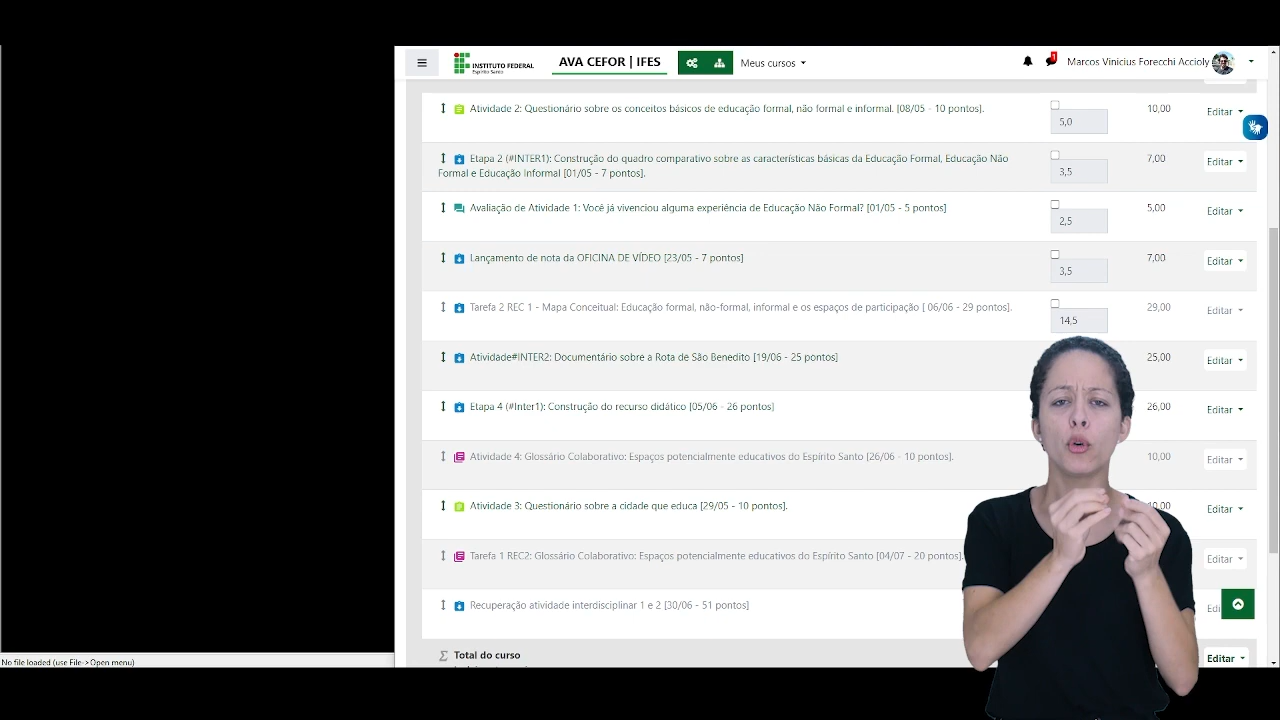 INSTITUTO FEDERAL
Espírito Santo
AVA CEFOR | IFES
Meus cursos
1
Marcos Vinicius Forecchi Accioly
Atividade 2: Questionário sobre os conceitos básicos de educação formal, não formal e informal. [08/05 - 10 pontos].
5,0
10,00
Editar
Etapa 2 (#INTER1): Construção do quadro comparativo sobre as características básicas da Educação Formal, Educação Não
Formal e Educação Informal [01/05 - 7 pontos].
3,5
7,00
Editar
Avaliação de Atividade 1: Você já vivenciou alguma experiência de Educação Não Formal? [01/05 - 5 pontos]
2,5
5,00
Editar
Lançamento de nota da OFICINA DE VÍDEO [23/05 - 7 pontos]
3,5
7,00
Editar
Tarefa 2 REC 1 - Mapa Conceitual: Educação formal, não-formal, informal e os espaços de participação [ 06/06 - 29 pontos].
14,5
29,00
Editar
Atividade#INTER2: Documentário sobre a Rota de São Benedito [19/06 - 25 pontos]
25,00
Editar
Etapa 4 (#Inter1): Construção do recurso didático [05/06 - 26 pontos]
26,00
Editar
Atividade 4: Glossário Colaborativo: Espaços potencialmente educativos do Espírito Santo [26/06 - 10 pontos].
10,00
Editar
Atividade 3: Questionário sobre a cidade que educa [29/05 - 10 pontos].
10,00
Editar
Tarefa 1 REC2: Glossário Colaborativo: Espaços potencialmente educativos do Espírito Santo [04/07 - 20 pontos].
Editar
Recuperação atividade interdisciplinar 1 e 2 [30/06 - 51 pontos]
Total do curso
Editar
No file loaded (use File->Open menu)